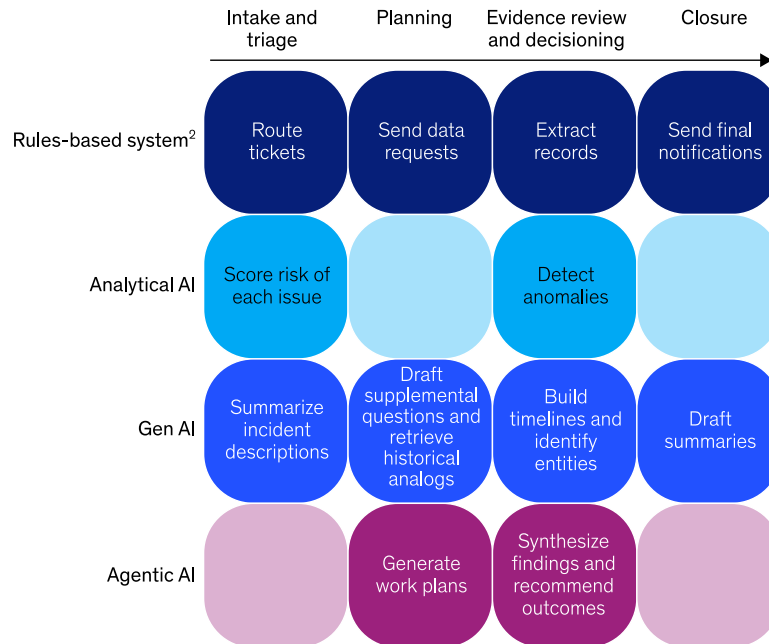 Intake and
triage
Planning
Evidence review
and decisioning
Closure
Rules-based system²
Route
tickets
Send data
requests
Extract
records
Send final
notifications
Analytical AI
Score risk of
each issue
Detect
anomalies
Gen AI
Summarize
incident
descriptions
Draft
supplemental
questions and
retrieve
historical
analogs
Build
timelines and
identify
entities
Draft
summaries
Agentic AI
Generate
work plans
Synthesize
findings and
recommend
outcomes